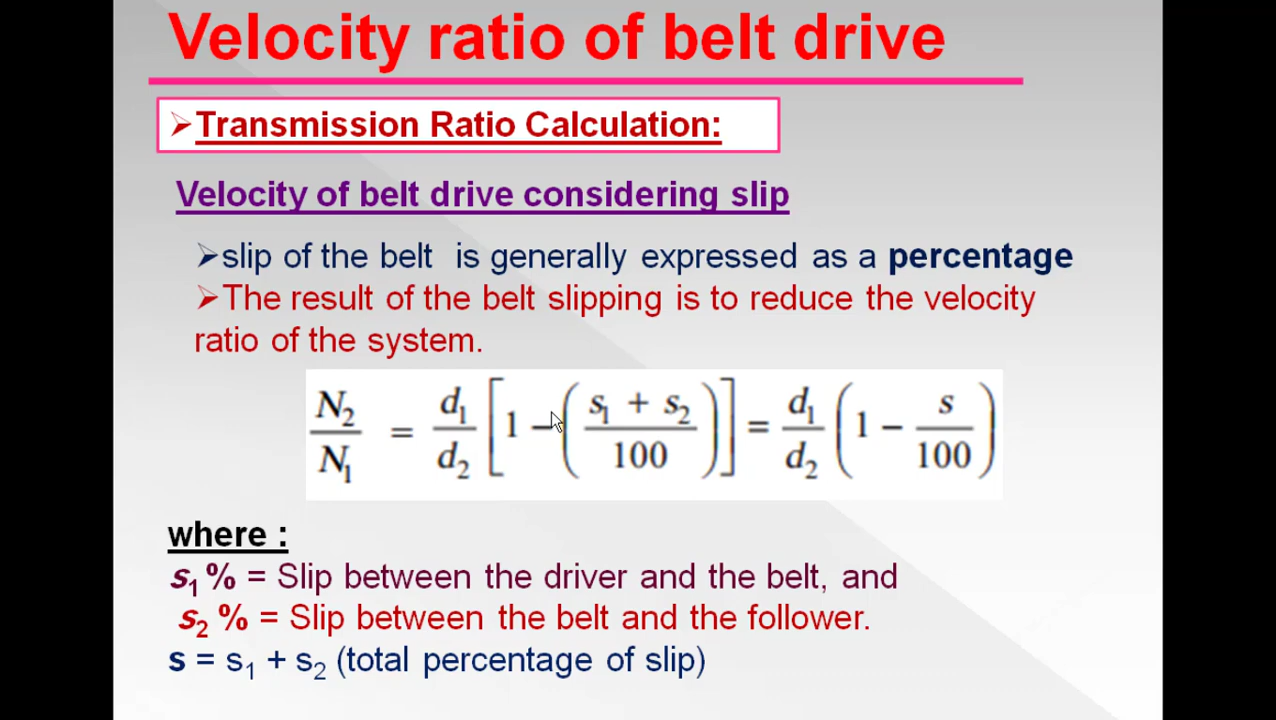 Velocity ratio of belt drive
➢Transmission Ratio Calculation:
Velocity of belt drive considering slip
➢slip of the belt is generally expressed as a percentage
➢The result of the belt slipping is to reduce the velocity
ratio of the system.
N₂/N₁ = d₁/d₂ [1 − ((s₁ + s₂)/100)] = d₁/d₂ (1 − s/100)
where :
s₁ % = Slip between the driver and the belt, and
s₂ % = Slip between the belt and the follower.
s = s₁ + s₂ (total percentage of slip)